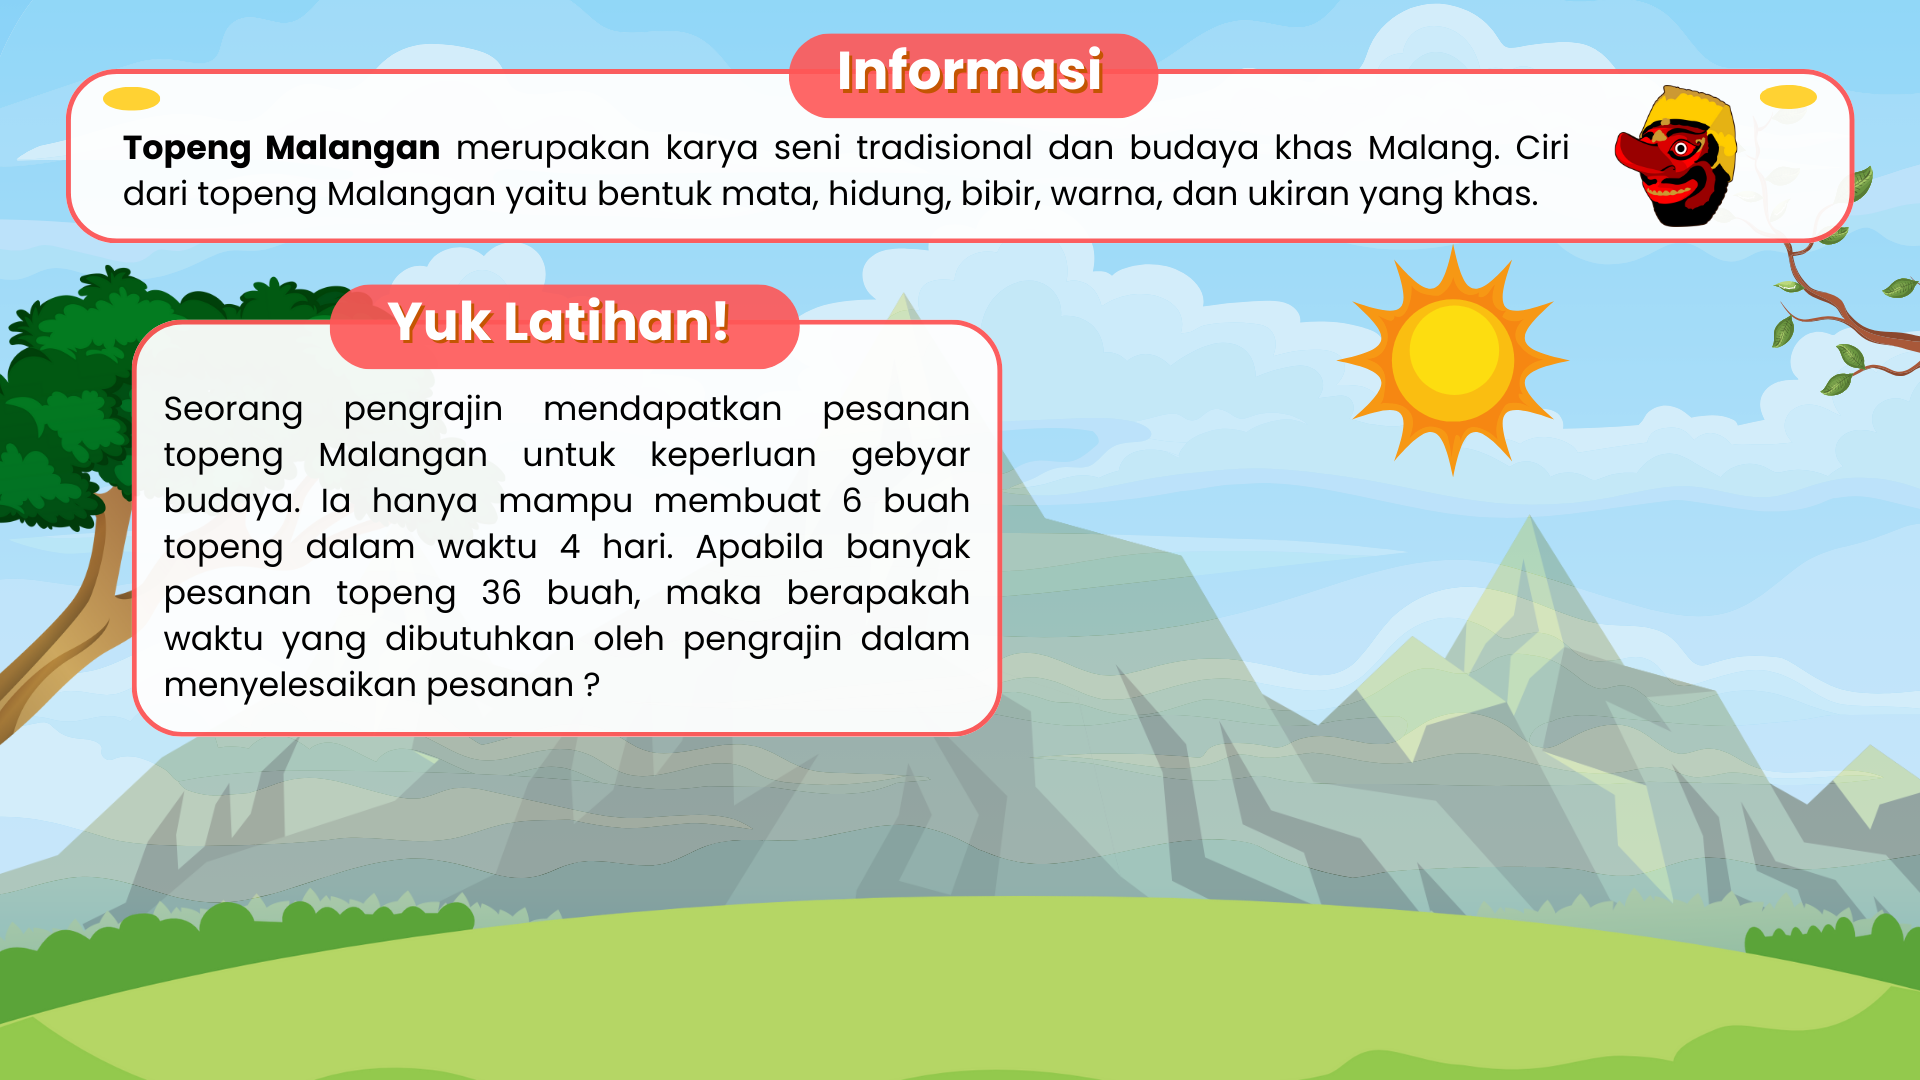 Informasi
Topeng Malangan merupakan karya seni tradisional dan budaya khas Malang. Ciri
dari topeng Malangan yaitu bentuk mata, hidung, bibir, warna, dan ukiran yang khas.
Yuk Latihan!
Seorang pengrajin mendapatkan pesanan
topeng Malangan untuk keperluan gebyar
budaya. Ia hanya mampu membuat 6 buah
topeng dalam waktu 4 hari. Apabila banyak
pesanan topeng 36 buah, maka berapakah
waktu yang dibutuhkan oleh pengrajin dalam
menyelesaikan pesanan ?